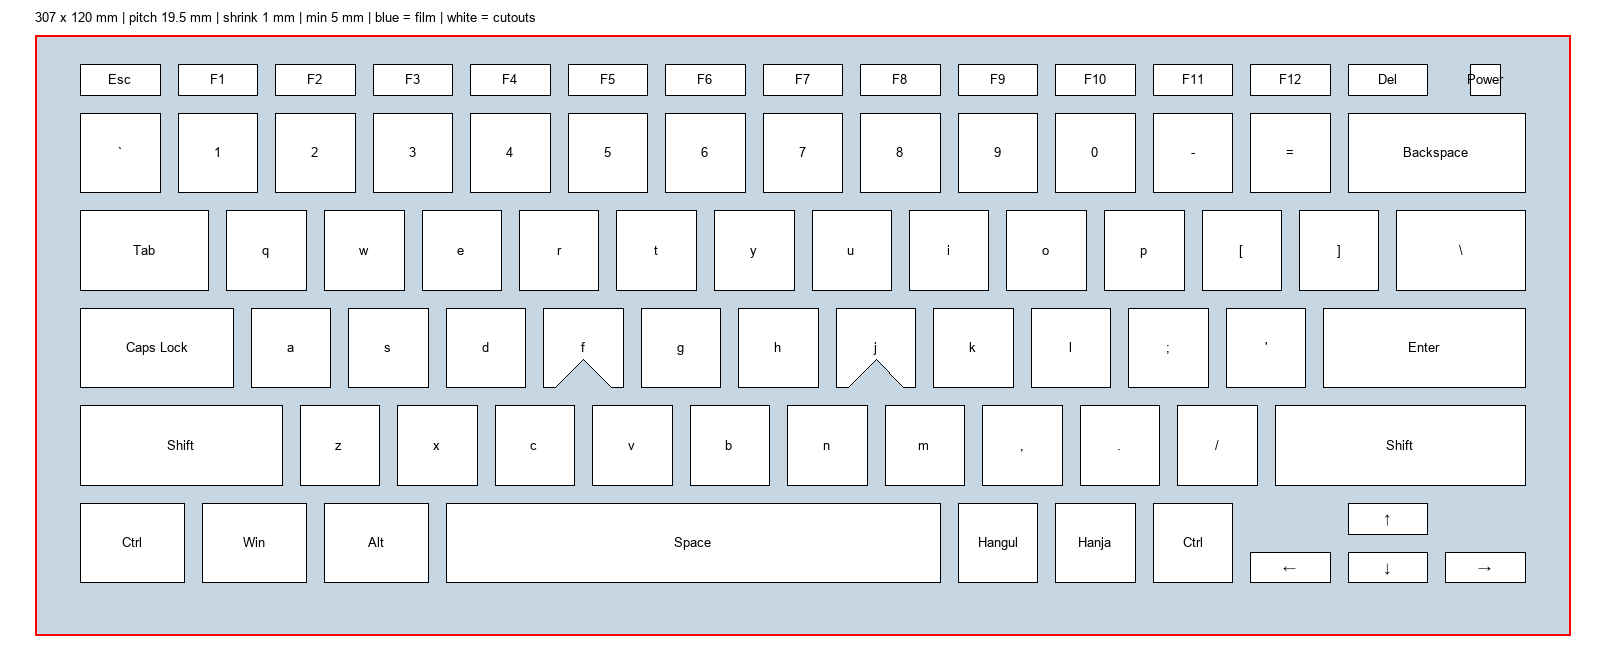 307 x 120 mm | pitch 19.5 mm | shrink 1 mm | min 5 mm | blue = film | white = cutouts
Esc F1 F2 F3 F4 F5 F6 F7 F8 F9 F10 F11 F12 Del Power
` 1 2 3 4 5 6 7 8 9 0 - = Backspace
Tab q w e r t y u i o p [ ] \
Caps Lock a s d f g h j k l ; ' Enter
Shift z x c v b n m , . / Shift
Ctrl Win Alt Space Hangul Hanja Ctrl ↑
← ↓ →